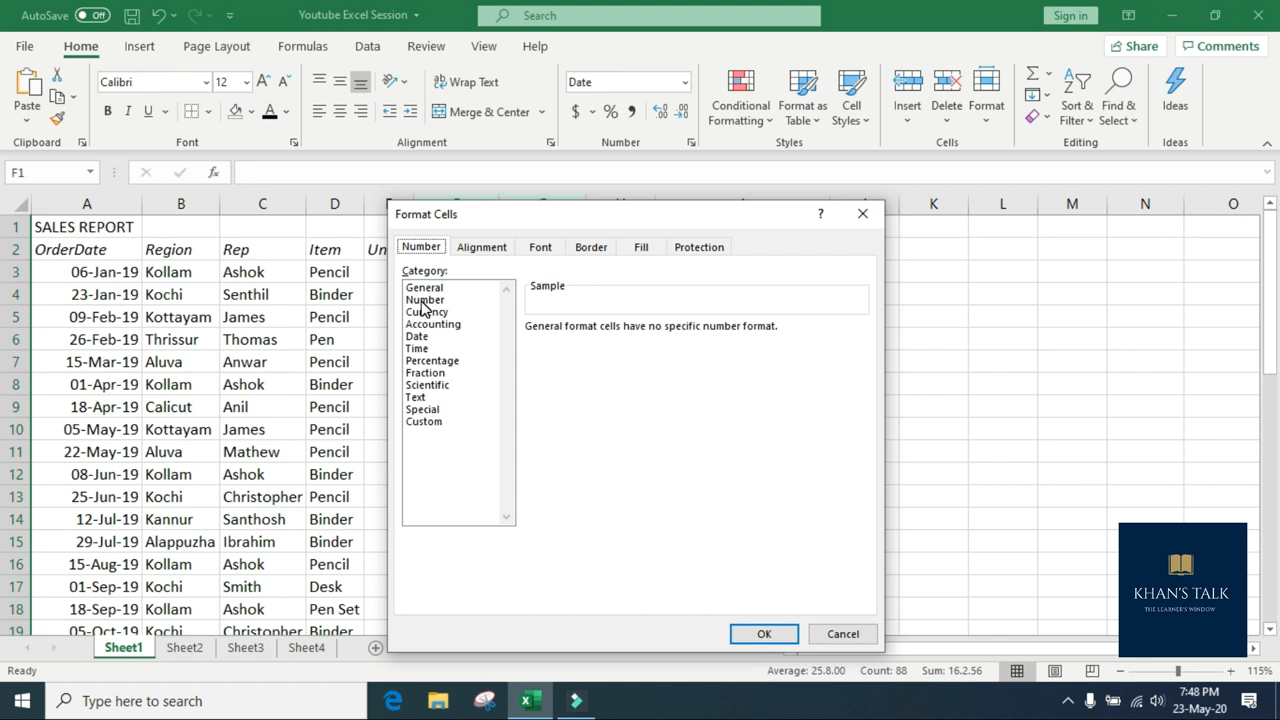 AutoSave Off Youtube Excel Session Search Sign in
File Home Insert Page Layout Formulas Data Review View Help Share Comments
Paste Calibri 12 Wrap Text Date Conditional Formatting Format as Table Cell Styles Insert Delete Format Sort & Filter Find & Select Ideas
B I U Merge & Center $ % ,
Clipboard Font Alignment Number Styles Cells Editing Ideas
F1 fx
A B C D K L M N O
1 SALES REPORT
2 OrderDate Region Rep Item Un
3 06-Jan-19 Kollam Ashok Pencil
4 23-Jan-19 Kochi Senthil Binder
5 09-Feb-19 Kottayam James Pencil
6 26-Feb-19 Thrissur Thomas Pen
7 15-Mar-19 Aluva Anwar Pencil
8 01-Apr-19 Kollam Ashok Binder
9 18-Apr-19 Calicut Anil Pencil
10 05-May-19 Kottayam James Pencil
11 22-May-19 Aluva Mathew Pencil
12 08-Jun-19 Kollam Ashok Binder
13 25-Jun-19 Kochi Christopher Pencil
14 12-Jul-19 Kannur Santhosh Binder
15 29-Jul-19 Alappuzha Ibrahim Binder
16 15-Aug-19 Kollam Ashok Pencil
17 01-Sep-19 Kochi Smith Desk
18 18-Sep-19 Kollam Ashok Pen Set
19 05-Oct-19 Kochi Christopher Binder
Format Cells ?
Number Alignment Font Border Fill Protection
Category:
General
Number
Currency
Accounting
Date
Time
Percentage
Fraction
Scientific
Text
Special
Custom
Sample
General format cells have no specific number format.
OK Cancel
KHAN'S TALK
THE LEARNER'S WINDOW
Sheet1 Sheet2 Sheet3 Sheet4
Ready Average: 25.8.00 Count: 88 Sum: 16.2.56 115%
Type here to search
7:48 PM
23-May-20